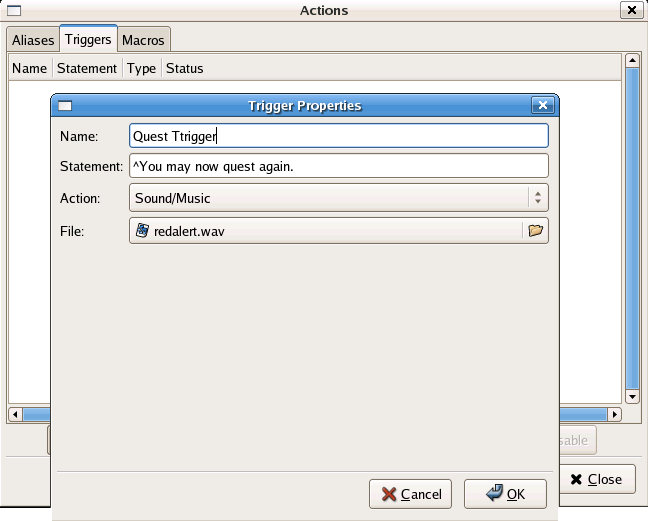 Actions
Aliases Triggers Macros
Name Statement Type Status
Trigger Properties
Name: Quest Ttrigger
Statement: ^You may now quest again.
Action: Sound/Music
File: redalert.wav
Cancel OK
Close